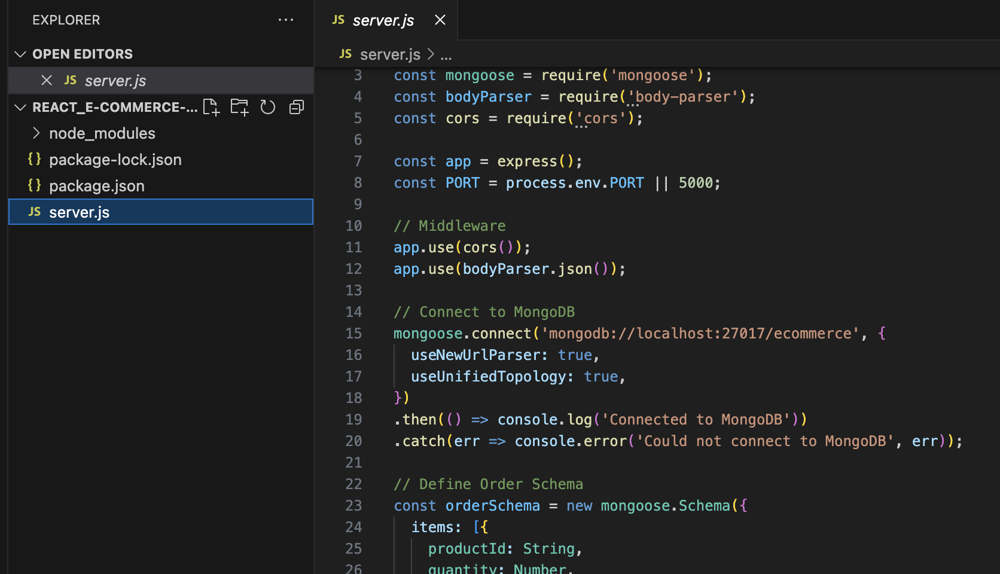 EXPLORER
OPEN EDITORS
JS server.js
REACT_E-COMMERCE-...
node_modules
{} package-lock.json
{} package.json
JS server.js
JS server.js
JS server.js > ...
3 const mongoose = require('mongoose');
4 const bodyParser = require('body-parser');
5 const cors = require('cors');
6
7 const app = express();
8 const PORT = process.env.PORT || 5000;
9
10 // Middleware
11 app.use(cors());
12 app.use(bodyParser.json());
13
14 // Connect to MongoDB
15 mongoose.connect('mongodb://localhost:27017/ecommerce', {
16 useNewUrlParser: true,
17 useUnifiedTopology: true,
18 })
19 .then(() => console.log('Connected to MongoDB'))
20 .catch(err => console.error('Could not connect to MongoDB', err));
21
22 // Define Order Schema
23 const orderSchema = new mongoose.Schema({
24 items: [{
25 productId: String,
26 quantity: Number,